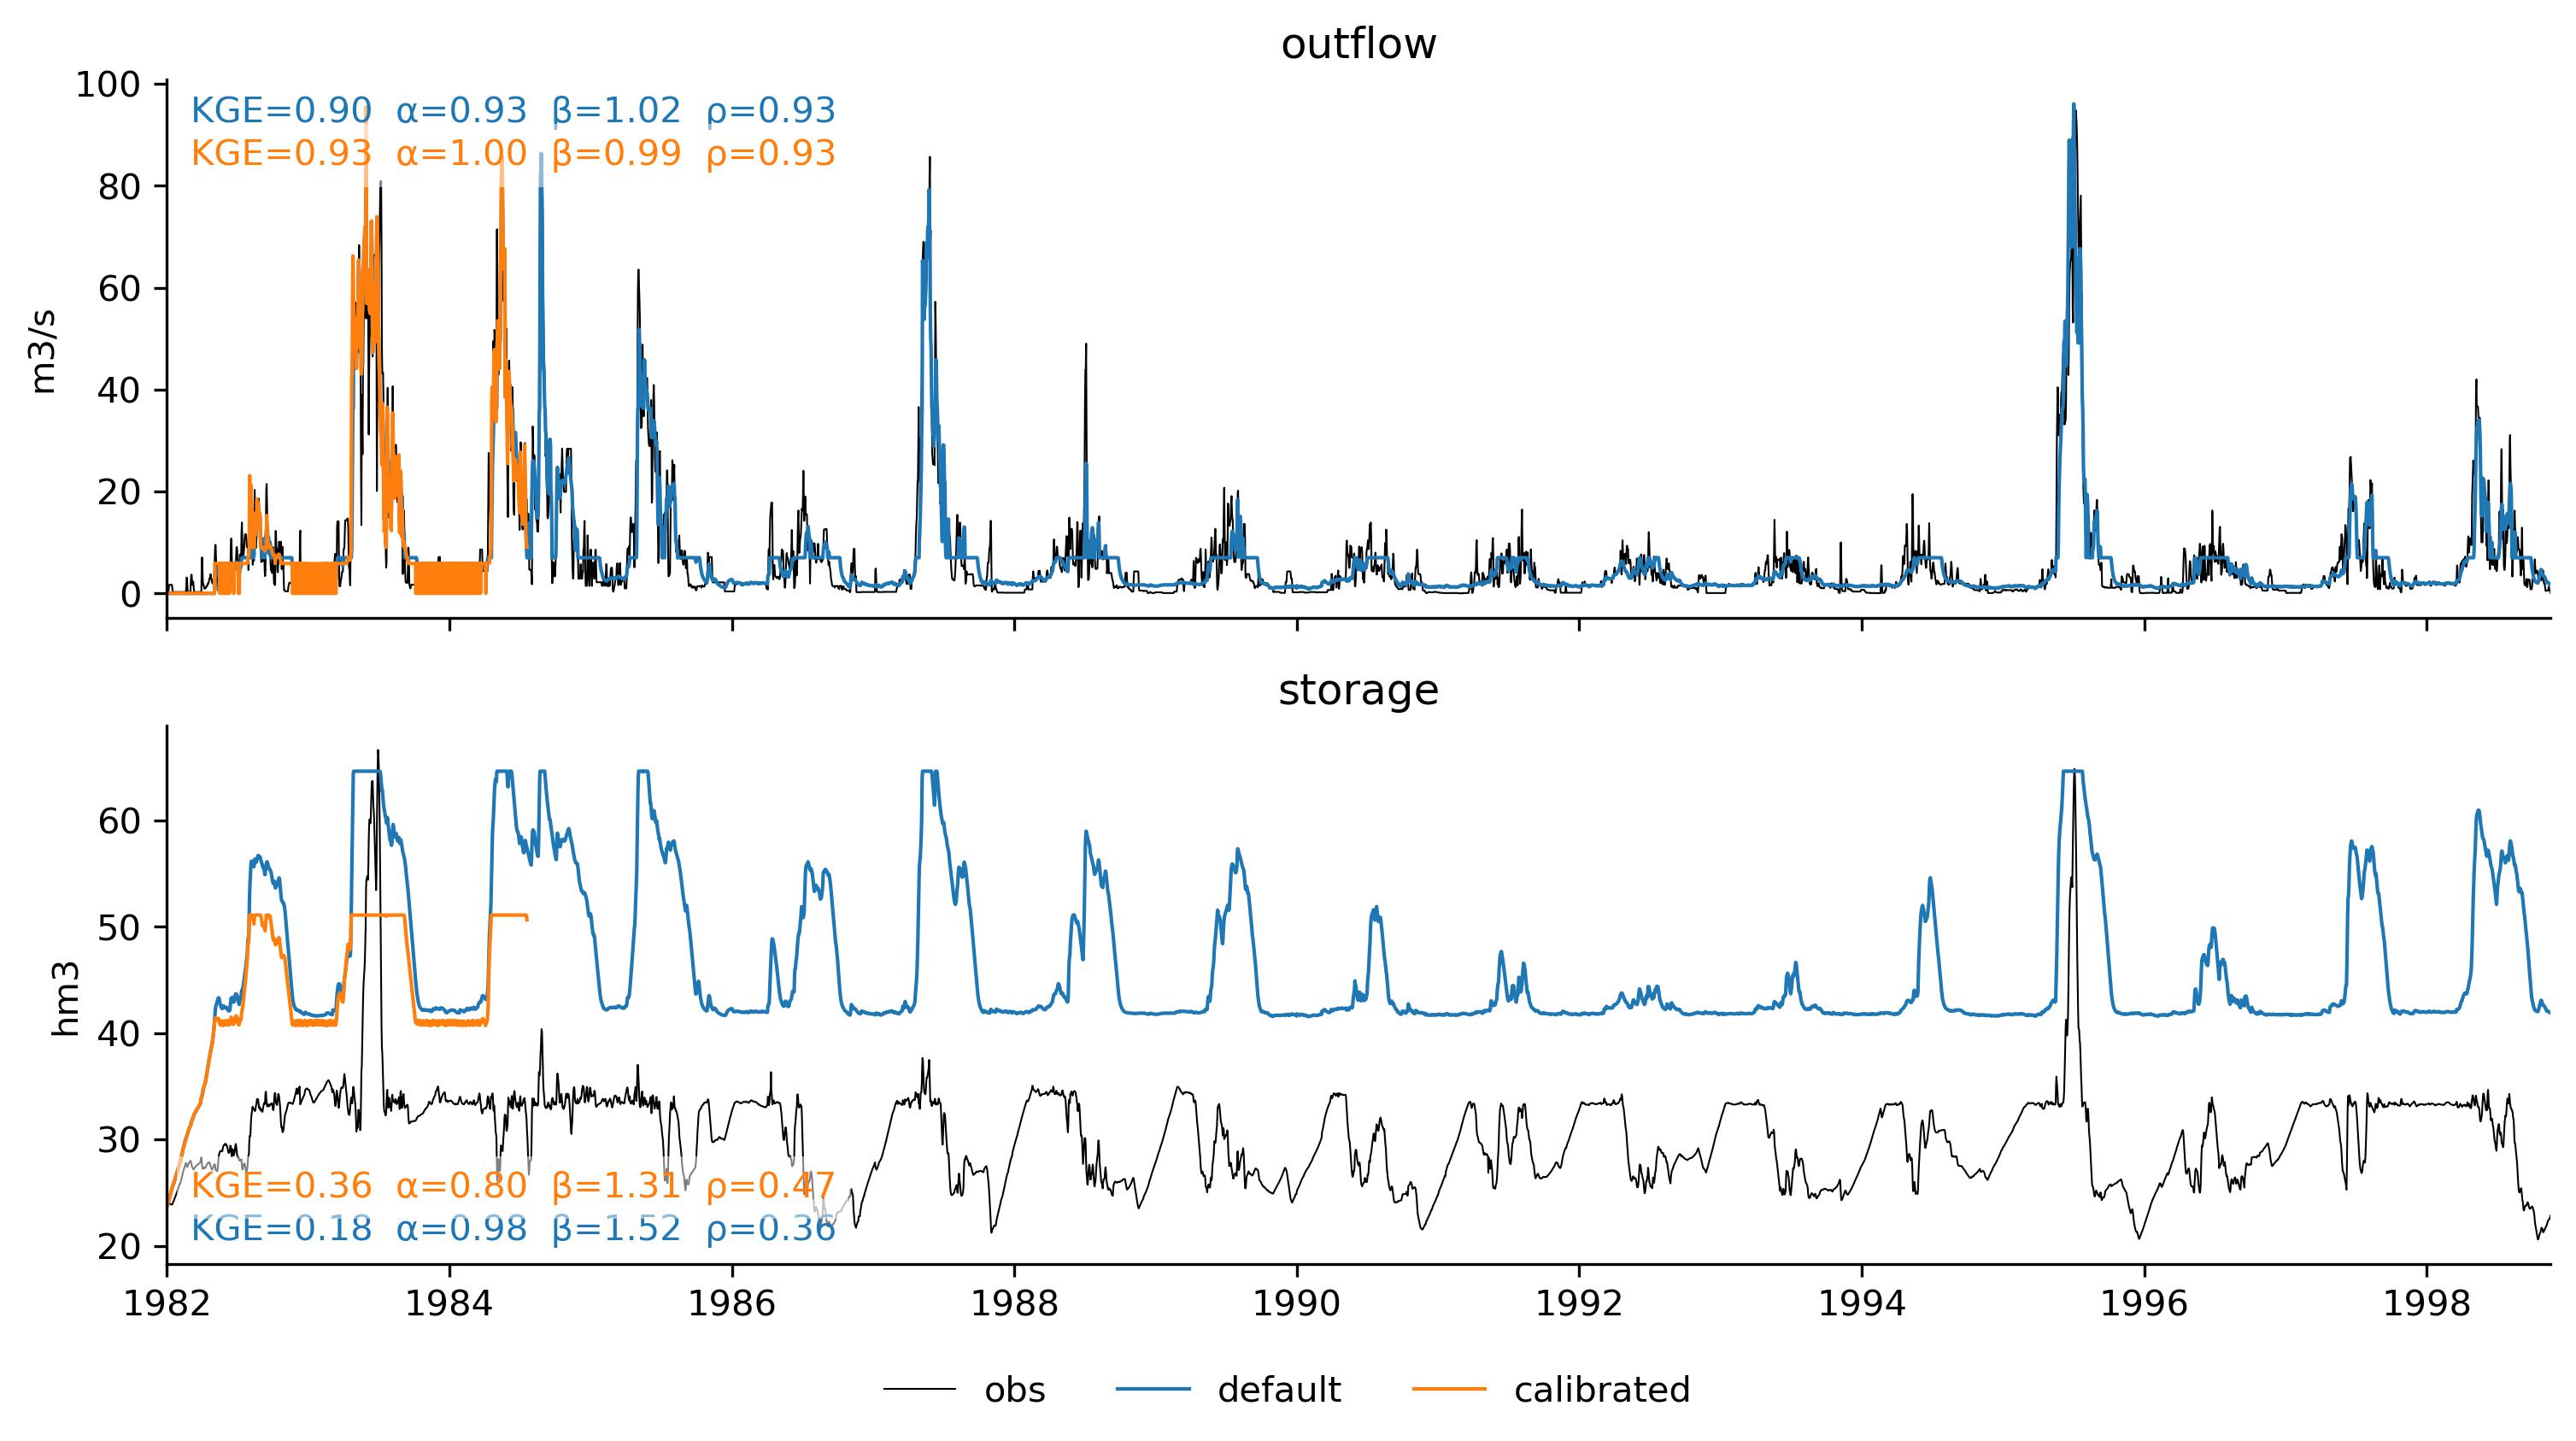 outflow
100
80
60
40
20
0
m3/s
KGE=0.90 α=0.93 β=1.02 ρ=0.93
KGE=0.93 α=1.00 β=0.99 ρ=0.93
storage
60
50
40
30
20
hm3
KGE=0.36 α=0.80 β=1.31 ρ=0.47
KGE=0.18 α=0.98 β=1.52 ρ=0.36
1982 1984 1986 1988 1990 1992 1994 1996 1998
obs default calibrated